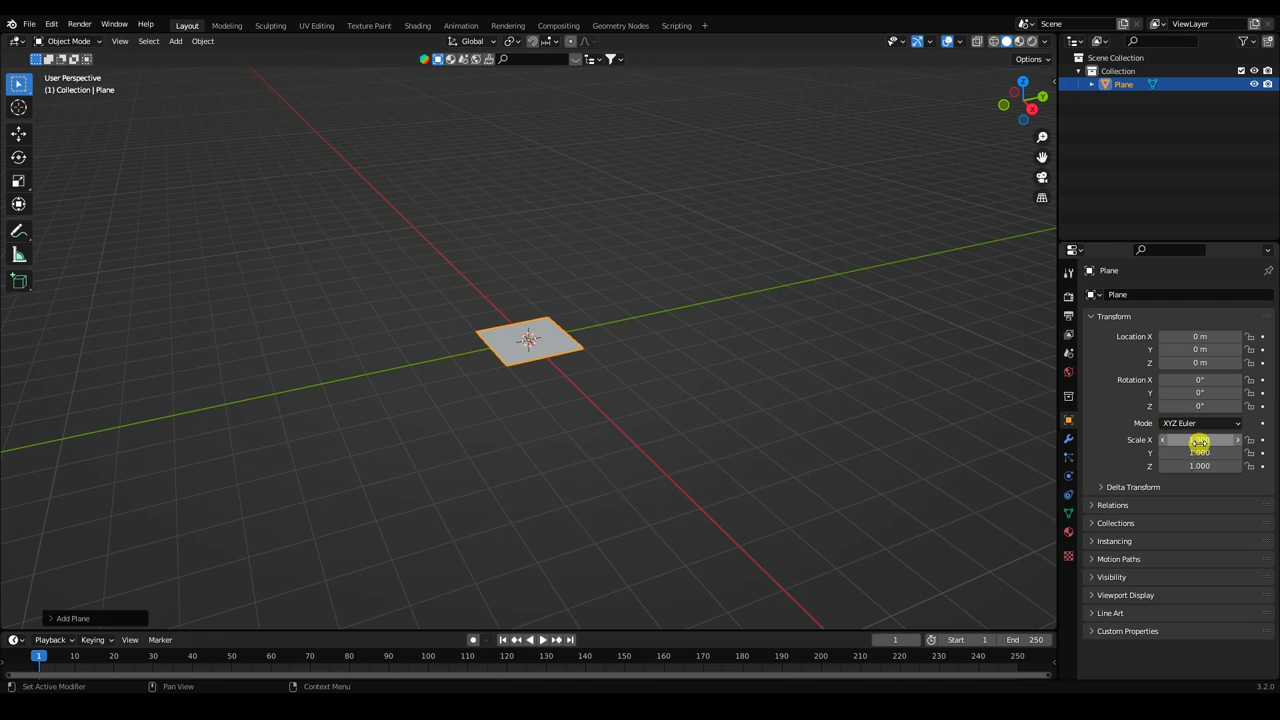 File Edit Render Window Help Layout Modeling Sculpting UV Editing Texture Paint Shading Animation Rendering Compositing Geometry Nodes Scripting + Scene ViewLayer
Object Mode View Select Add Object Global
Options
User Perspective
(1) Collection | Plane
Z
Y
X
Scene Collection
Collection
Plane
Plane
Plane
Transform
Location X 0 m
Y 0 m
Z 0 m
Rotation X 0°
Y 0°
Z 0°
Mode XYZ Euler
Scale X
Y 1.000
Z 1.000
Delta Transform
Relations
Collections
Instancing
Motion Paths
Visibility
Viewport Display
Line Art
Custom Properties
Add Plane
Playback Keying View Marker 1 Start 1 End 250
1 10 20 30 40 50 60 70 80 90 100 110 120 130 140 150 160 170 180 190 200 210 220 230 240 250
Set Active Modifier Pan View Context Menu 3.2.0